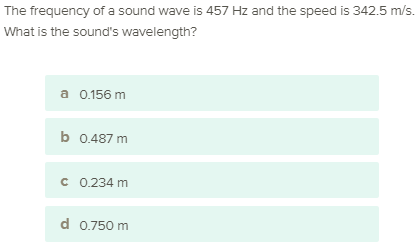 The frequency of a sound wave is 457 Hz and the speed is 342.5 m/s.
What is the sound's wavelength?
a 0.156 m
b 0.487 m
c 0.234 m
d 0.750 m